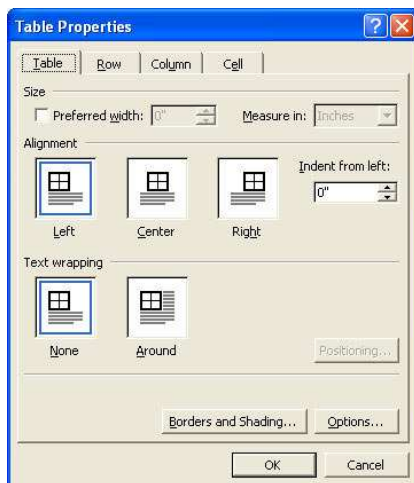 Table Properties
Table Row Column Cell
Size
Preferred width: 0" Measure in: Inches
Alignment
Indent from left:
0"
Left Center Right
Text wrapping
None Around Positioning...
Borders and Shading... Options...
OK Cancel